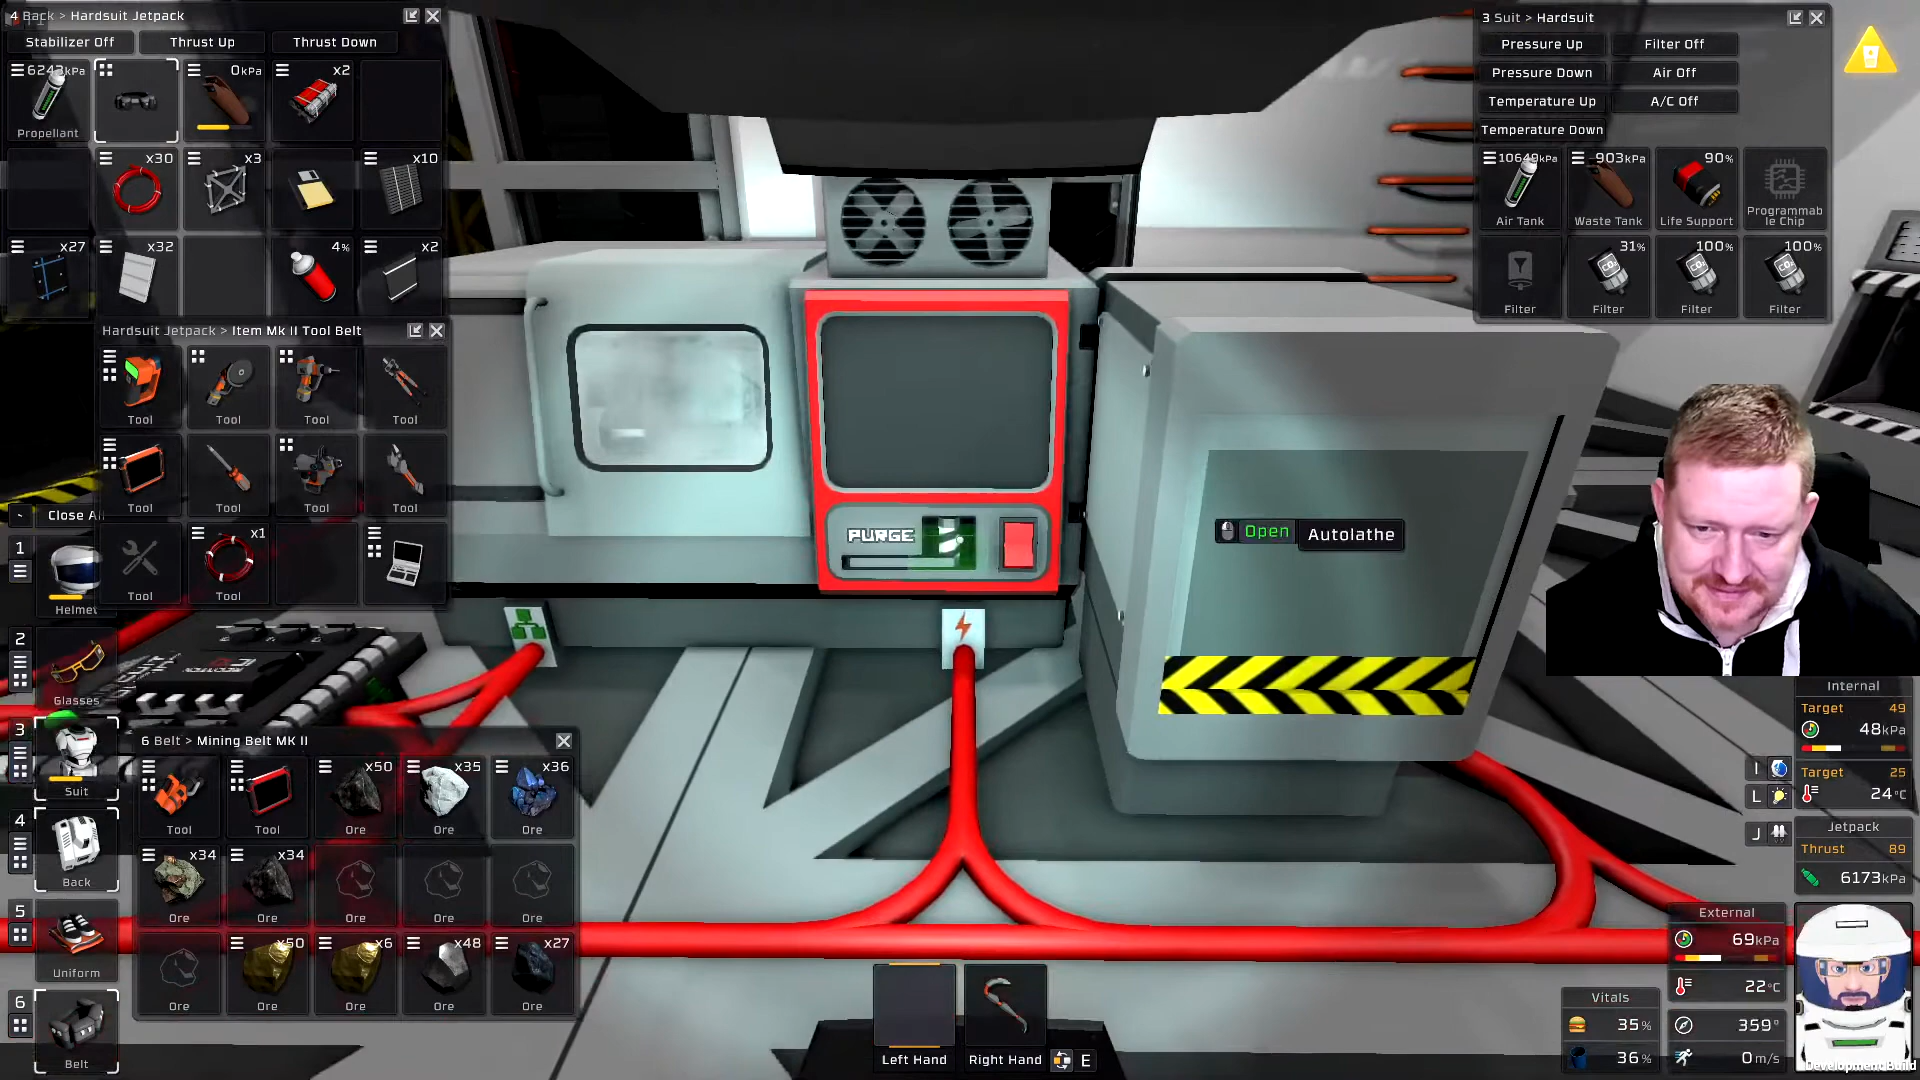 4 Back > Hardsuit Jetpack
Stabilizer Off
Thrust Up
Thrust Down
6243kPa
0kPa
x2
Propellant
x30
x3
x10
x27
x32
4%
x2
Hardsuit Jetpack > Item Mk II Tool Belt
Tool
Tool
Tool
Tool
Tool
Tool
Tool
Tool
x1
Tool
Tool
Close All
1
Helmet
2
Glasses
3
Suit
4
Back
5
Uniform
6
Belt
6 Belt > Mining Belt MK II
x50
x35
x36
Tool
Tool
Ore
Ore
Ore
x34
x34
Ore
Ore
Ore
Ore
Ore
x50
x6
x48
x27
Ore
Ore
Ore
Ore
Ore
PURGE
Open
Autolathe
Left Hand
Right Hand
E
3 Suit > Hardsuit
Pressure Up
Filter Off
Pressure Down
Air Off
Temperature Up
A/C Off
Temperature Down
10649kPa
903kPa
90%
Air Tank
Waste Tank
Life Support
Programmab
le Chip
31%
100%
100%
Filter
Filter
Filter
Filter
Internal
Target 49
48kPa
Target 25
24°C
I
L
J
Jetpack
Thrust 89
6173kPa
External
69kPa
22°C
Vitals
35%
359°
36%
0m/s
Development Build